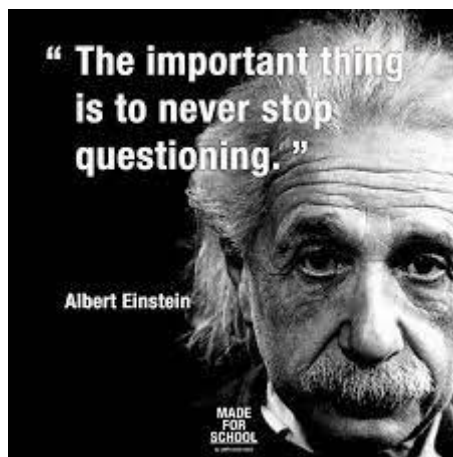 “ The important thing
is to never stop
questioning. ”
Albert Einstein
MADE
FOR
SCHOOL